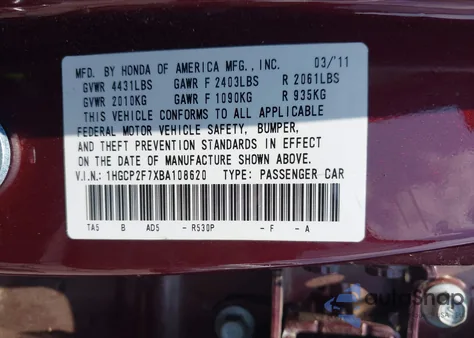 MFD. BY HONDA OF AMERICA MFG., INC. 03/'11
GVWR 4431LBS GAWR F 2403LBS R 2061LBS
GVWR 2010KG GAWR F 1090KG R 935KG
THIS VEHICLE CONFORMS TO ALL APPLICABLE
FEDERAL MOTOR VEHICLE SAFETY, BUMPER,
AND THEFT PREVENTION STANDARDS IN EFFECT
ON THE DATE OF MANUFACTURE SHOWN ABOVE.
V.I.N.: 1HGCP2F7XBA108620 TYPE: PASSENGER CAR
TA5 B AD5 - R530P - F - A
autoShop